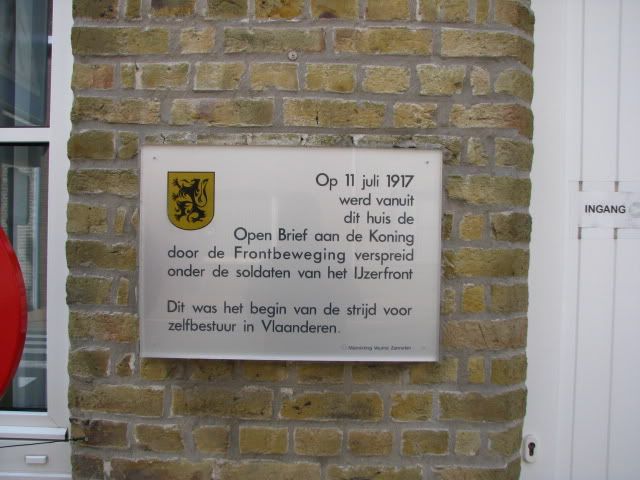 Op 11 juli 1917
werd vanuit
dit huis de
Open Brief aan de Koning
door de Frontbeweging verspreid
onder de soldaten van het IJzerfront
Dit was het begin van de strijd voor
zelfbestuur in Vlaanderen.
INGANG